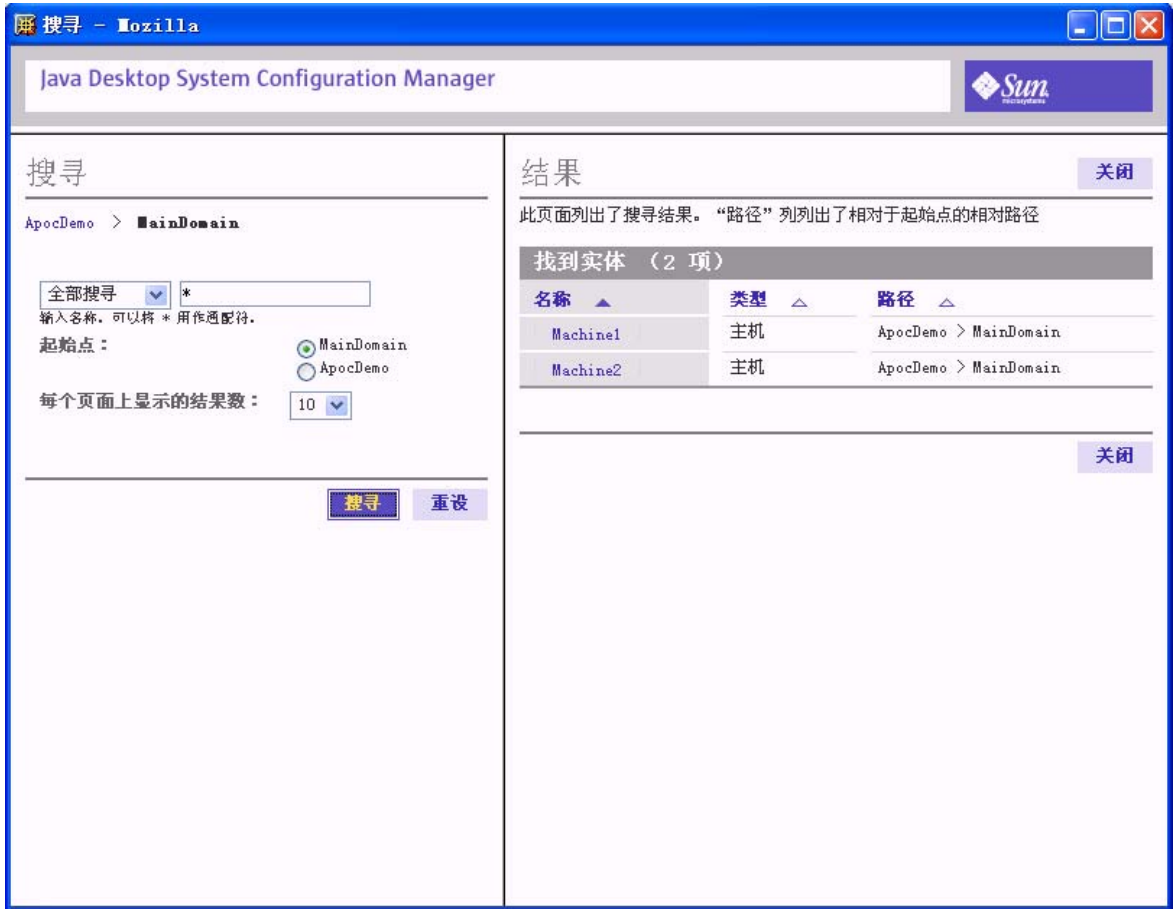 搜寻 - Mozilla
Java Desktop System Configuration Manager
Sun
microsystems
搜寻
ApocDemo > MainDomain
全部搜寻 *
输入名称. 可以将 * 用作通配符.
起始点：
MainDomain
ApocDemo
每个页面上显示的结果数： 10
搜寻 重设
结果
关闭
此页面列出了搜寻结果。“路径”列列出了相对于起始点的相对路径
找到实体 （2 项）
名称 类型 路径
Machine1 主机 ApocDemo > MainDomain
Machine2 主机 ApocDemo > MainDomain
关闭